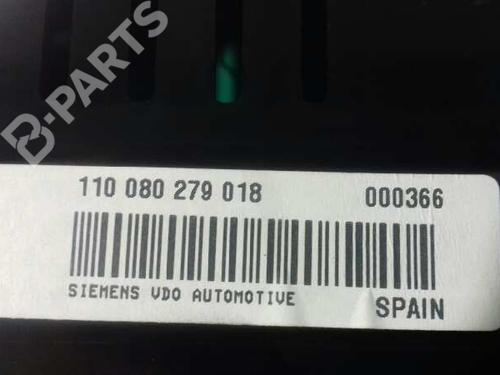 B-PARTS
110 080 279 018 000366
SIEMENS VDO AUTOMOTIVE SPAIN